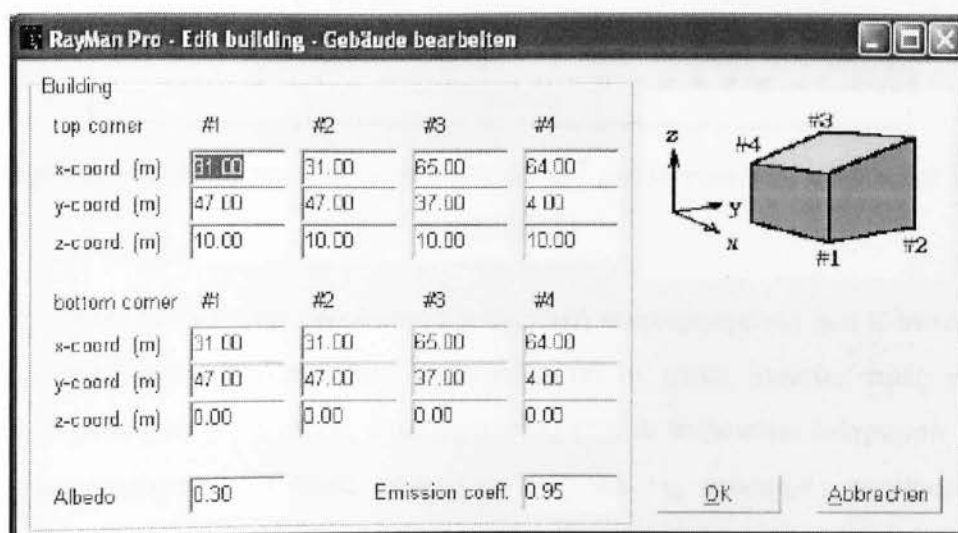 RayMan Pro - Edit building - Gebäude bearbeiten
Building
top corner #1 #2 #3 #4
x-coord. (m) 31.00 31.00 65.00 64.00
y-coord. (m) 47.00 47.00 37.00 4.00
z-coord. (m) 10.00 10.00 10.00 10.00
bottom corner #1 #2 #3 #4
x-coord. (m) 31.00 31.00 65.00 64.00
y-coord. (m) 47.00 47.00 37.00 4.00
z-coord. (m) 0.00 0.00 0.00 0.00
Albedo 0.30 Emission coeff. 0.95
z
y
x
#3
#4
#2
#1
OK Abbrechen